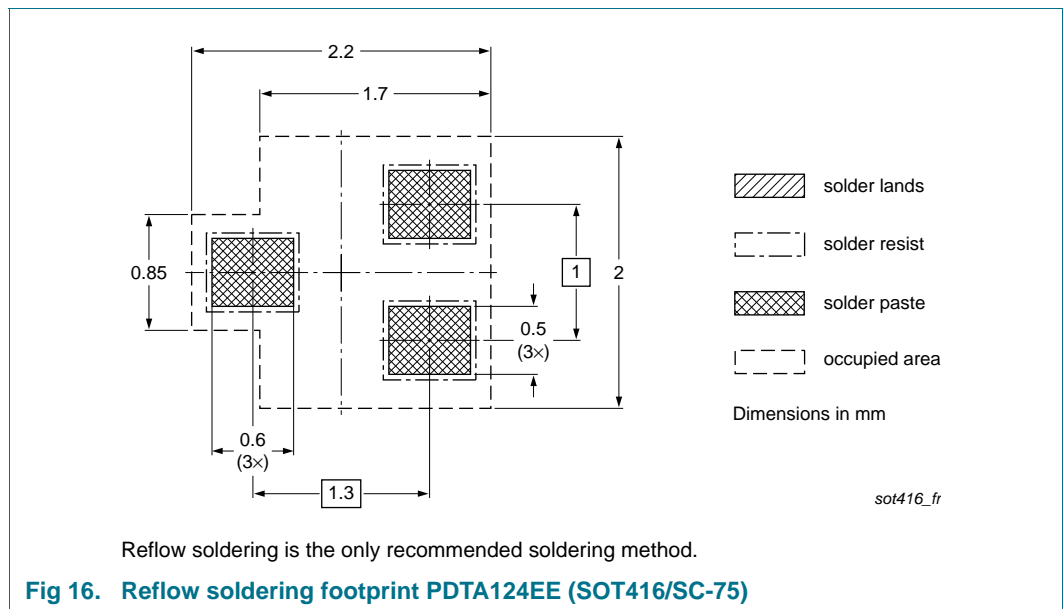 2.2
1.7
solder lands
solder resist
0.85
1
2
solder paste
0.5
(3×)
occupied area
Dimensions in mm
0.6
(3×)
1.3
sot416_fr
Reflow soldering is the only recommended soldering method.
Fig 16. Reflow soldering footprint PDTA124EE (SOT416/SC-75)